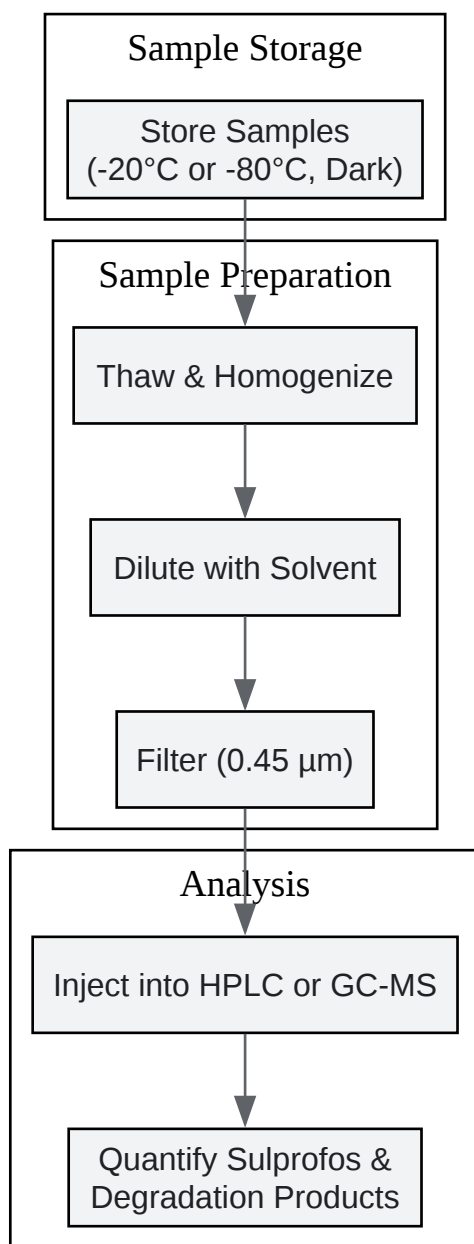 Sample Storage
Store Samples
(-20°C or -80°C, Dark)
Sample Preparation
Thaw & Homogenize
Dilute with Solvent
Filter (0.45 µm)
Analysis
Inject into HPLC or GC-MS
Quantify Sulprofos &
Degradation Products